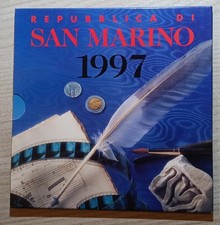 REPUBBLICA DI
SAN MARINO
1997